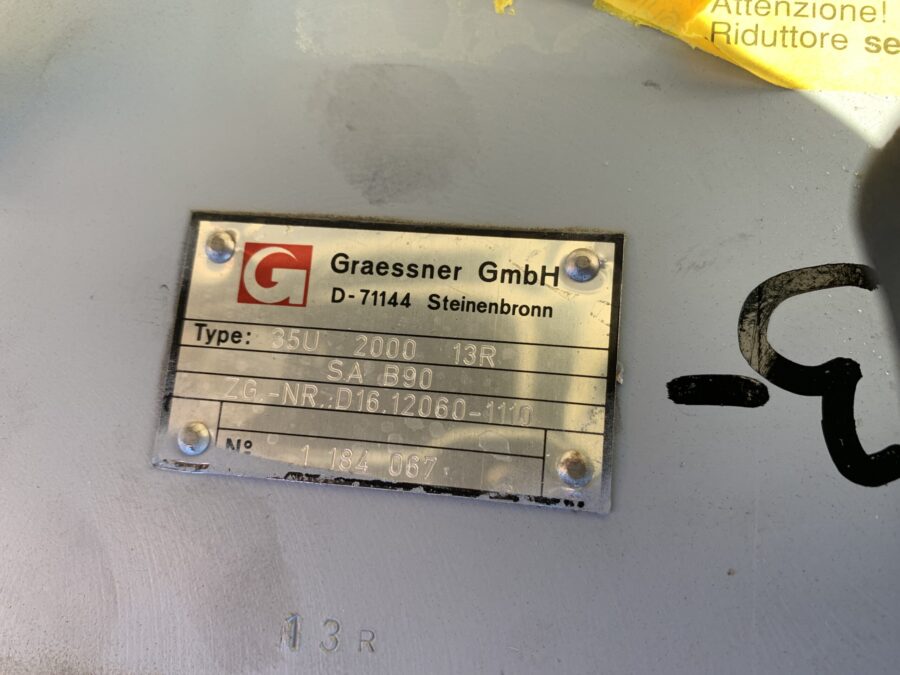 Attenzione!
Riduttore se
G
Graessner GmbH
D-71144 Steinenbronn
Type: 35U 2000 13R
SA B90
ZG.-NR.:D16.12060-1110
Nº 1 184 067
13R